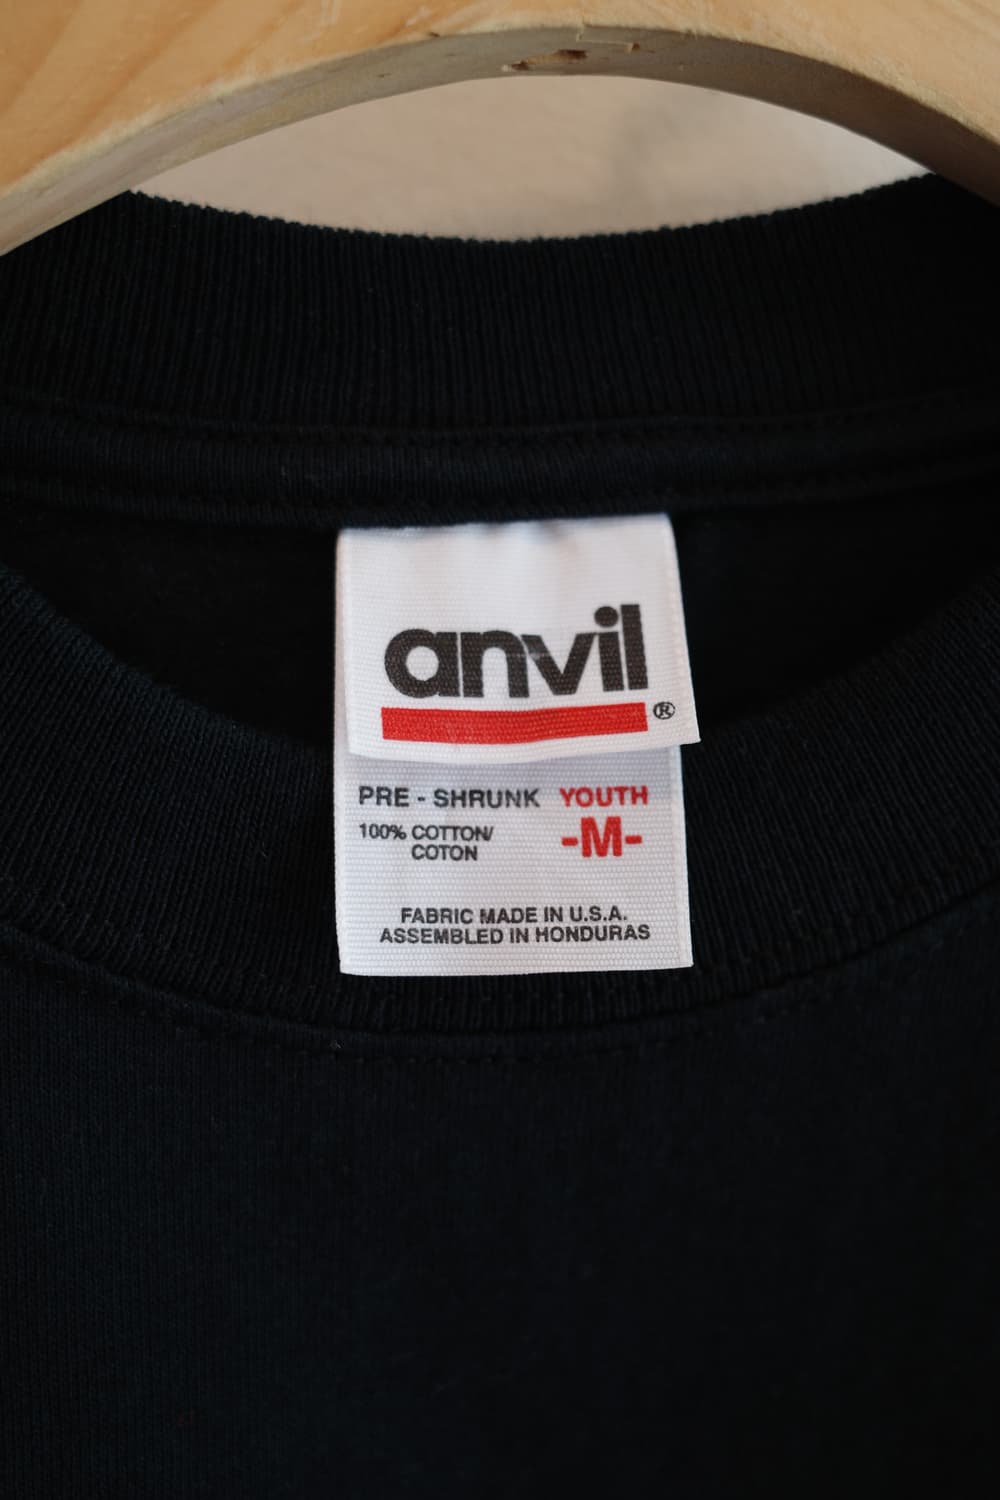 anvil
®
PRE - SHRUNK YOUTH
100% COTTON/ -M-
COTON
FABRIC MADE IN U.S.A.
ASSEMBLED IN HONDURAS